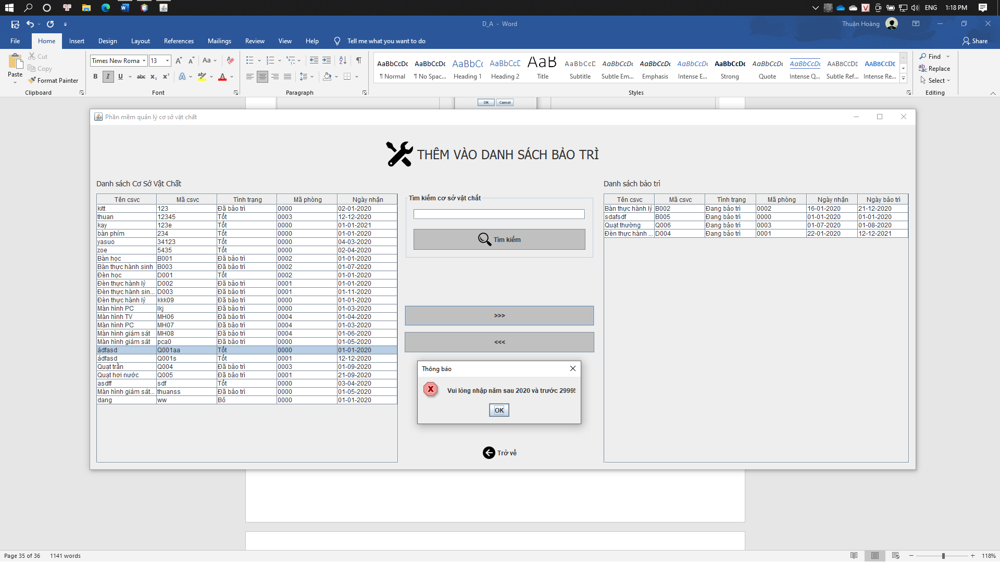 ENG
1:18 PM
D_A - Word
Thuận Hoàng
File Home Insert Design Layout References Mailings Review View Help Tell me what you want to do
Share
Paste
Cut
Copy
Format Painter
Clipboard
Times New Roma
13
Font
Paragraph
AaBbCcDc AaBbCcDc AaBbCc AaBbCcD AaB AaBbCcD AaBbCcDc AaBbCcDc AaBbCcDc AaBbCcDc AaBbCcDc AaBbCcDc AABBCCDD AABBCCDD
¶ Normal ¶ No Spac... Heading 1 Heading 2 Title Subtitle Subtle Em... Emphasis Intense E... Strong Quote Intense Q... Subtle Ref... Intense Re...
Styles
Find
Replace
Select
Editing
OK Cancel
Phần mềm quản lý cơ sở vật chất
THÊM VÀO DANH SÁCH BẢO TRÌ
Danh sách Cơ Sở Vật Chất
Tên csvc Mã csvc Tình trạng Mã phòng Ngày nhận
kitt 123 Đã bảo trì 0000 02-01-2020
thuan 12345 Tốt 0003 12-12-2020
kay 123e Tốt 0000 01-01-2021
bàn phím 234 Tốt 0000 01-01-2020
yasuo 34123 Tốt 0000 04-03-2020
zoe 5435 Tốt 0000 02-04-2020
Bàn học B001 Đã bảo trì 0002 01-01-2020
Bàn thực hành sinh B003 Đã bảo trì 0002 01-07-2020
Đèn học D001 Tốt 0002 01-01-2020
Đèn thực hành lý D002 Đã bảo trì 0001 01-01-2020
Đèn thực hành sin... D003 Đã bảo trì 0001 01-11-2020
Đèn thực hành lý kkk09 Đã bảo trì 0000 01-01-2020
Màn hình PC lkj Đã bảo trì 0000 01-03-2020
Màn hình TV MH06 Đã bảo trì 0004 01-04-2020
Màn hình PC MH07 Đã bảo trì 0004 01-03-2020
Màn hình giám sát MH08 Đã bảo trì 0004 01-06-2020
Màn hình giám sát pca0 Đã bảo trì 0000 01-05-2020
ádfasd Q001aa Tốt 0000 01-01-2020
ádfasd Q001s Tốt 0001 12-12-2020
Quạt trần Q004 Đã bảo trì 0003 01-09-2020
Quạt hơi nước Q005 Đã bảo trì 0001 21-09-2020
asdff sdf Tốt 0000 03-04-2020
Màn hình giám sát... thuanss Đã bảo trì 0000 01-05-2020
dang ww Bỏ 0000 01-01-2020
Tìm kiếm cơ sở vật chất
Tìm kiếm
>>>
<<<
Thông báo
Vui lòng nhập năm sau 2020 và trước 2999!
OK
Trở về
Danh sách bảo trì
Tên csvc Mã csvc Tình trạng Mã phòng Ngày nhận Ngày bảo trì
Bàn thực hành lý B002 Đang bảo trì 0002 16-01-2020 21-12-2020
sdafsdf B005 Đang bảo trì 0000 01-01-2020 01-01-2020
Quạt thường Q006 Đang bảo trì 0003 01-07-2020 01-08-2020
Đèn thực hành ... D004 Đang bảo trì 0001 22-01-2020 12-12-2021
Page 35 of 36 1141 words
118%